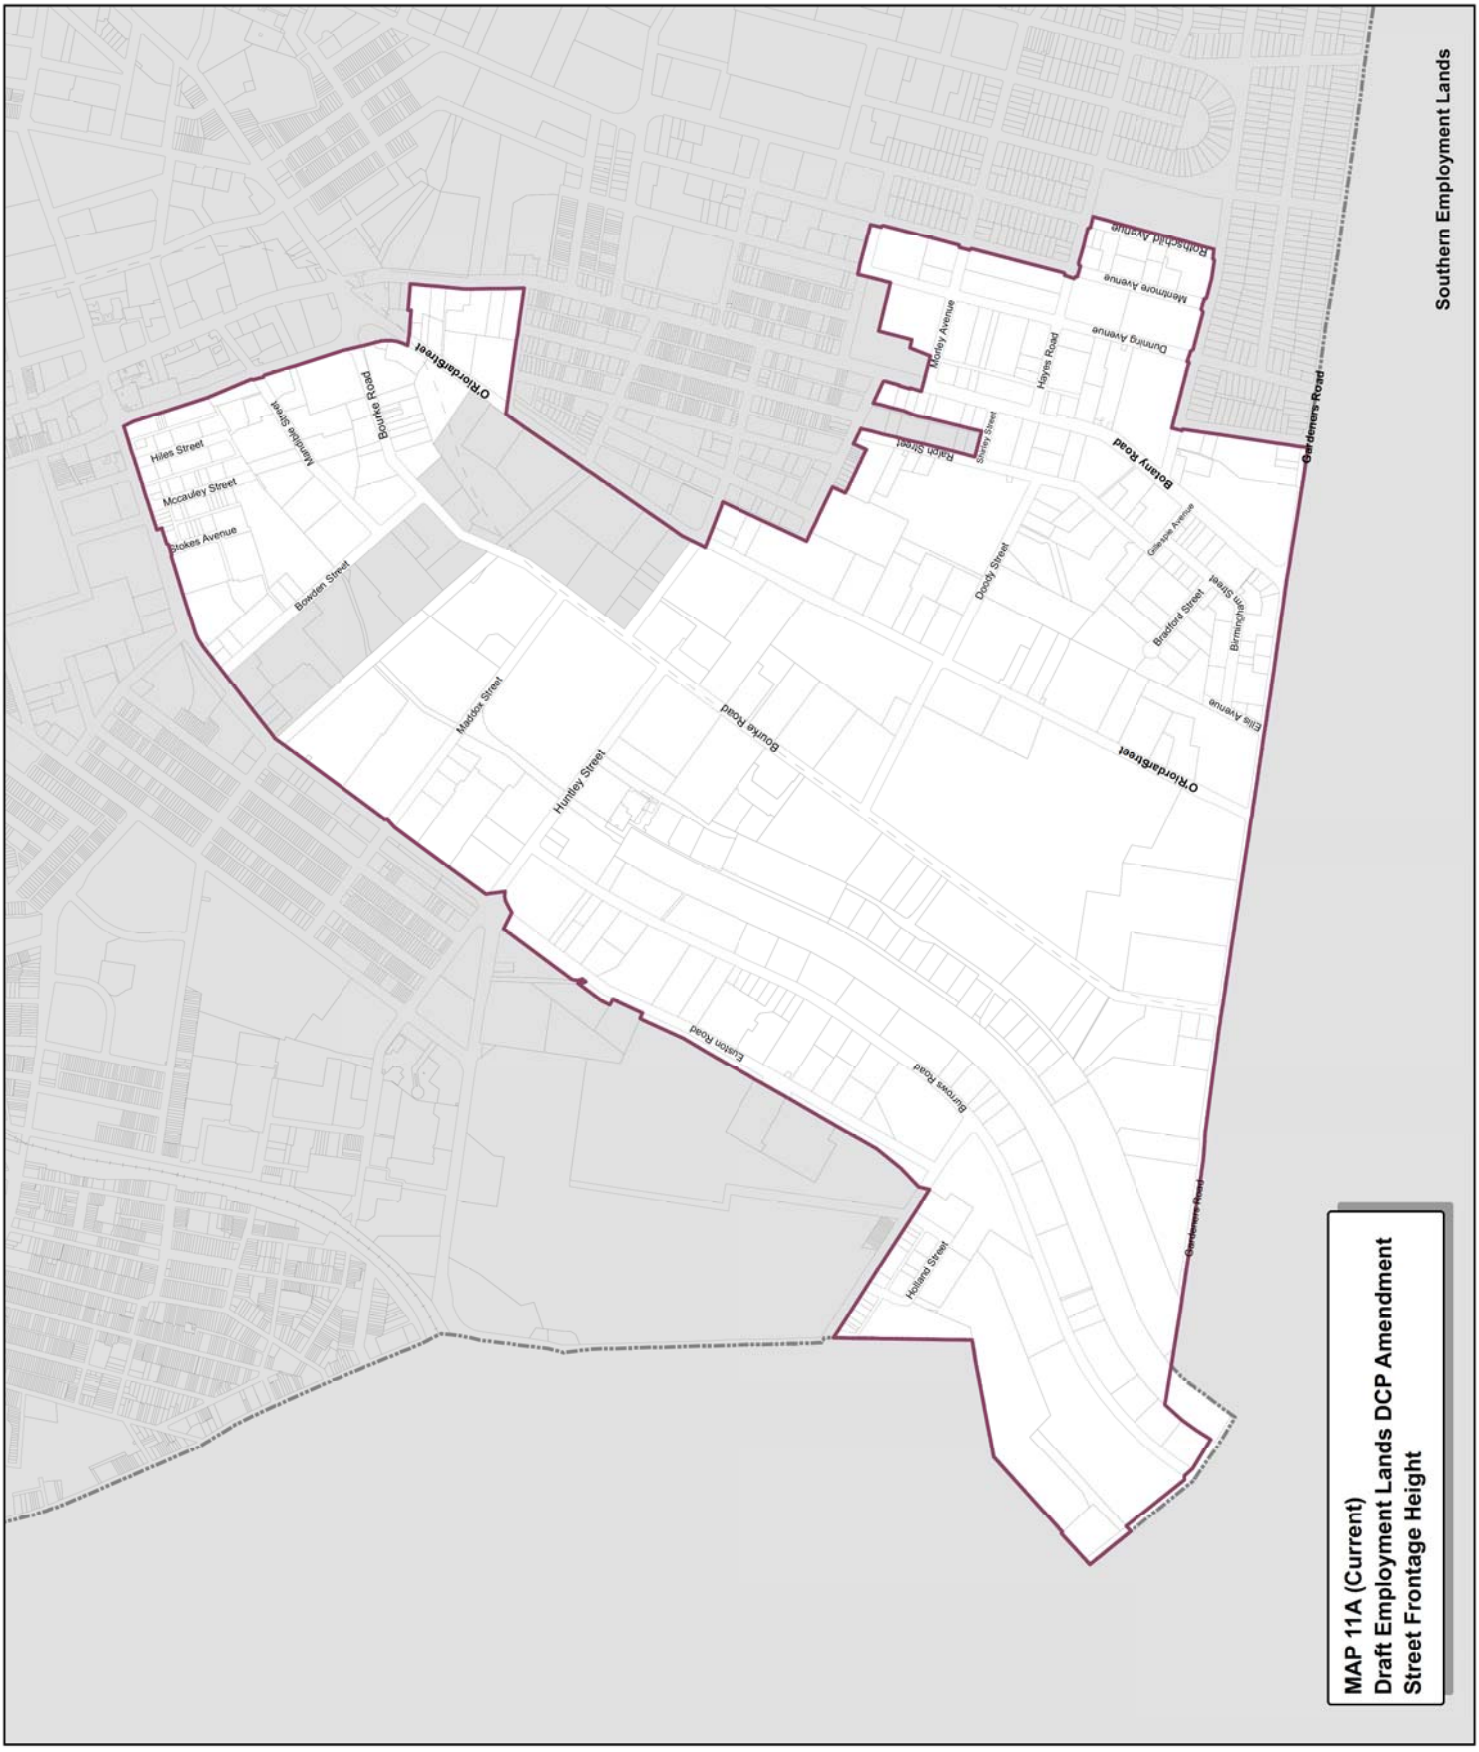 Southern Employment Lands
MAP 11A (Current)
Draft Employment Lands DCP Amendment
Street Frontage Height
Hiles Street
Mccauley Street
Stokes Avenue
Mandible Street
Bourke Road
O'RiordanStreet
Bowden Street
Maddox Street
Huntley Street
Bourke Road
Euston Road
Burrows Road
Holland Street
Gardeners Road
Rothschild Avenue
Mentmore Avenue
Dunning Avenue
Morley Avenue
Hayes Road
Shirley Street
Ralph Street
Botany Road
Gillespie Avenue
Doody Street
Bradford Street
Birmingham Street
Ellis Avenue
O'RiordanStreet
Gardeners Road